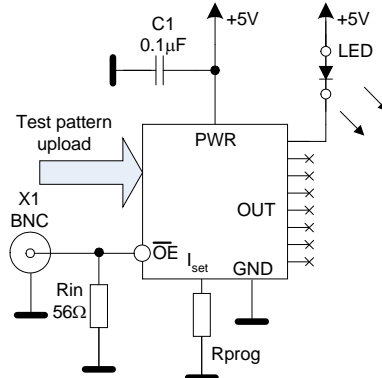 C1
0.1µF
+5V
+5V
LED
Test pattern
upload
PWR
X1
BNC
OUT
OE
Iset
GND
Rin
56Ω
Rprog